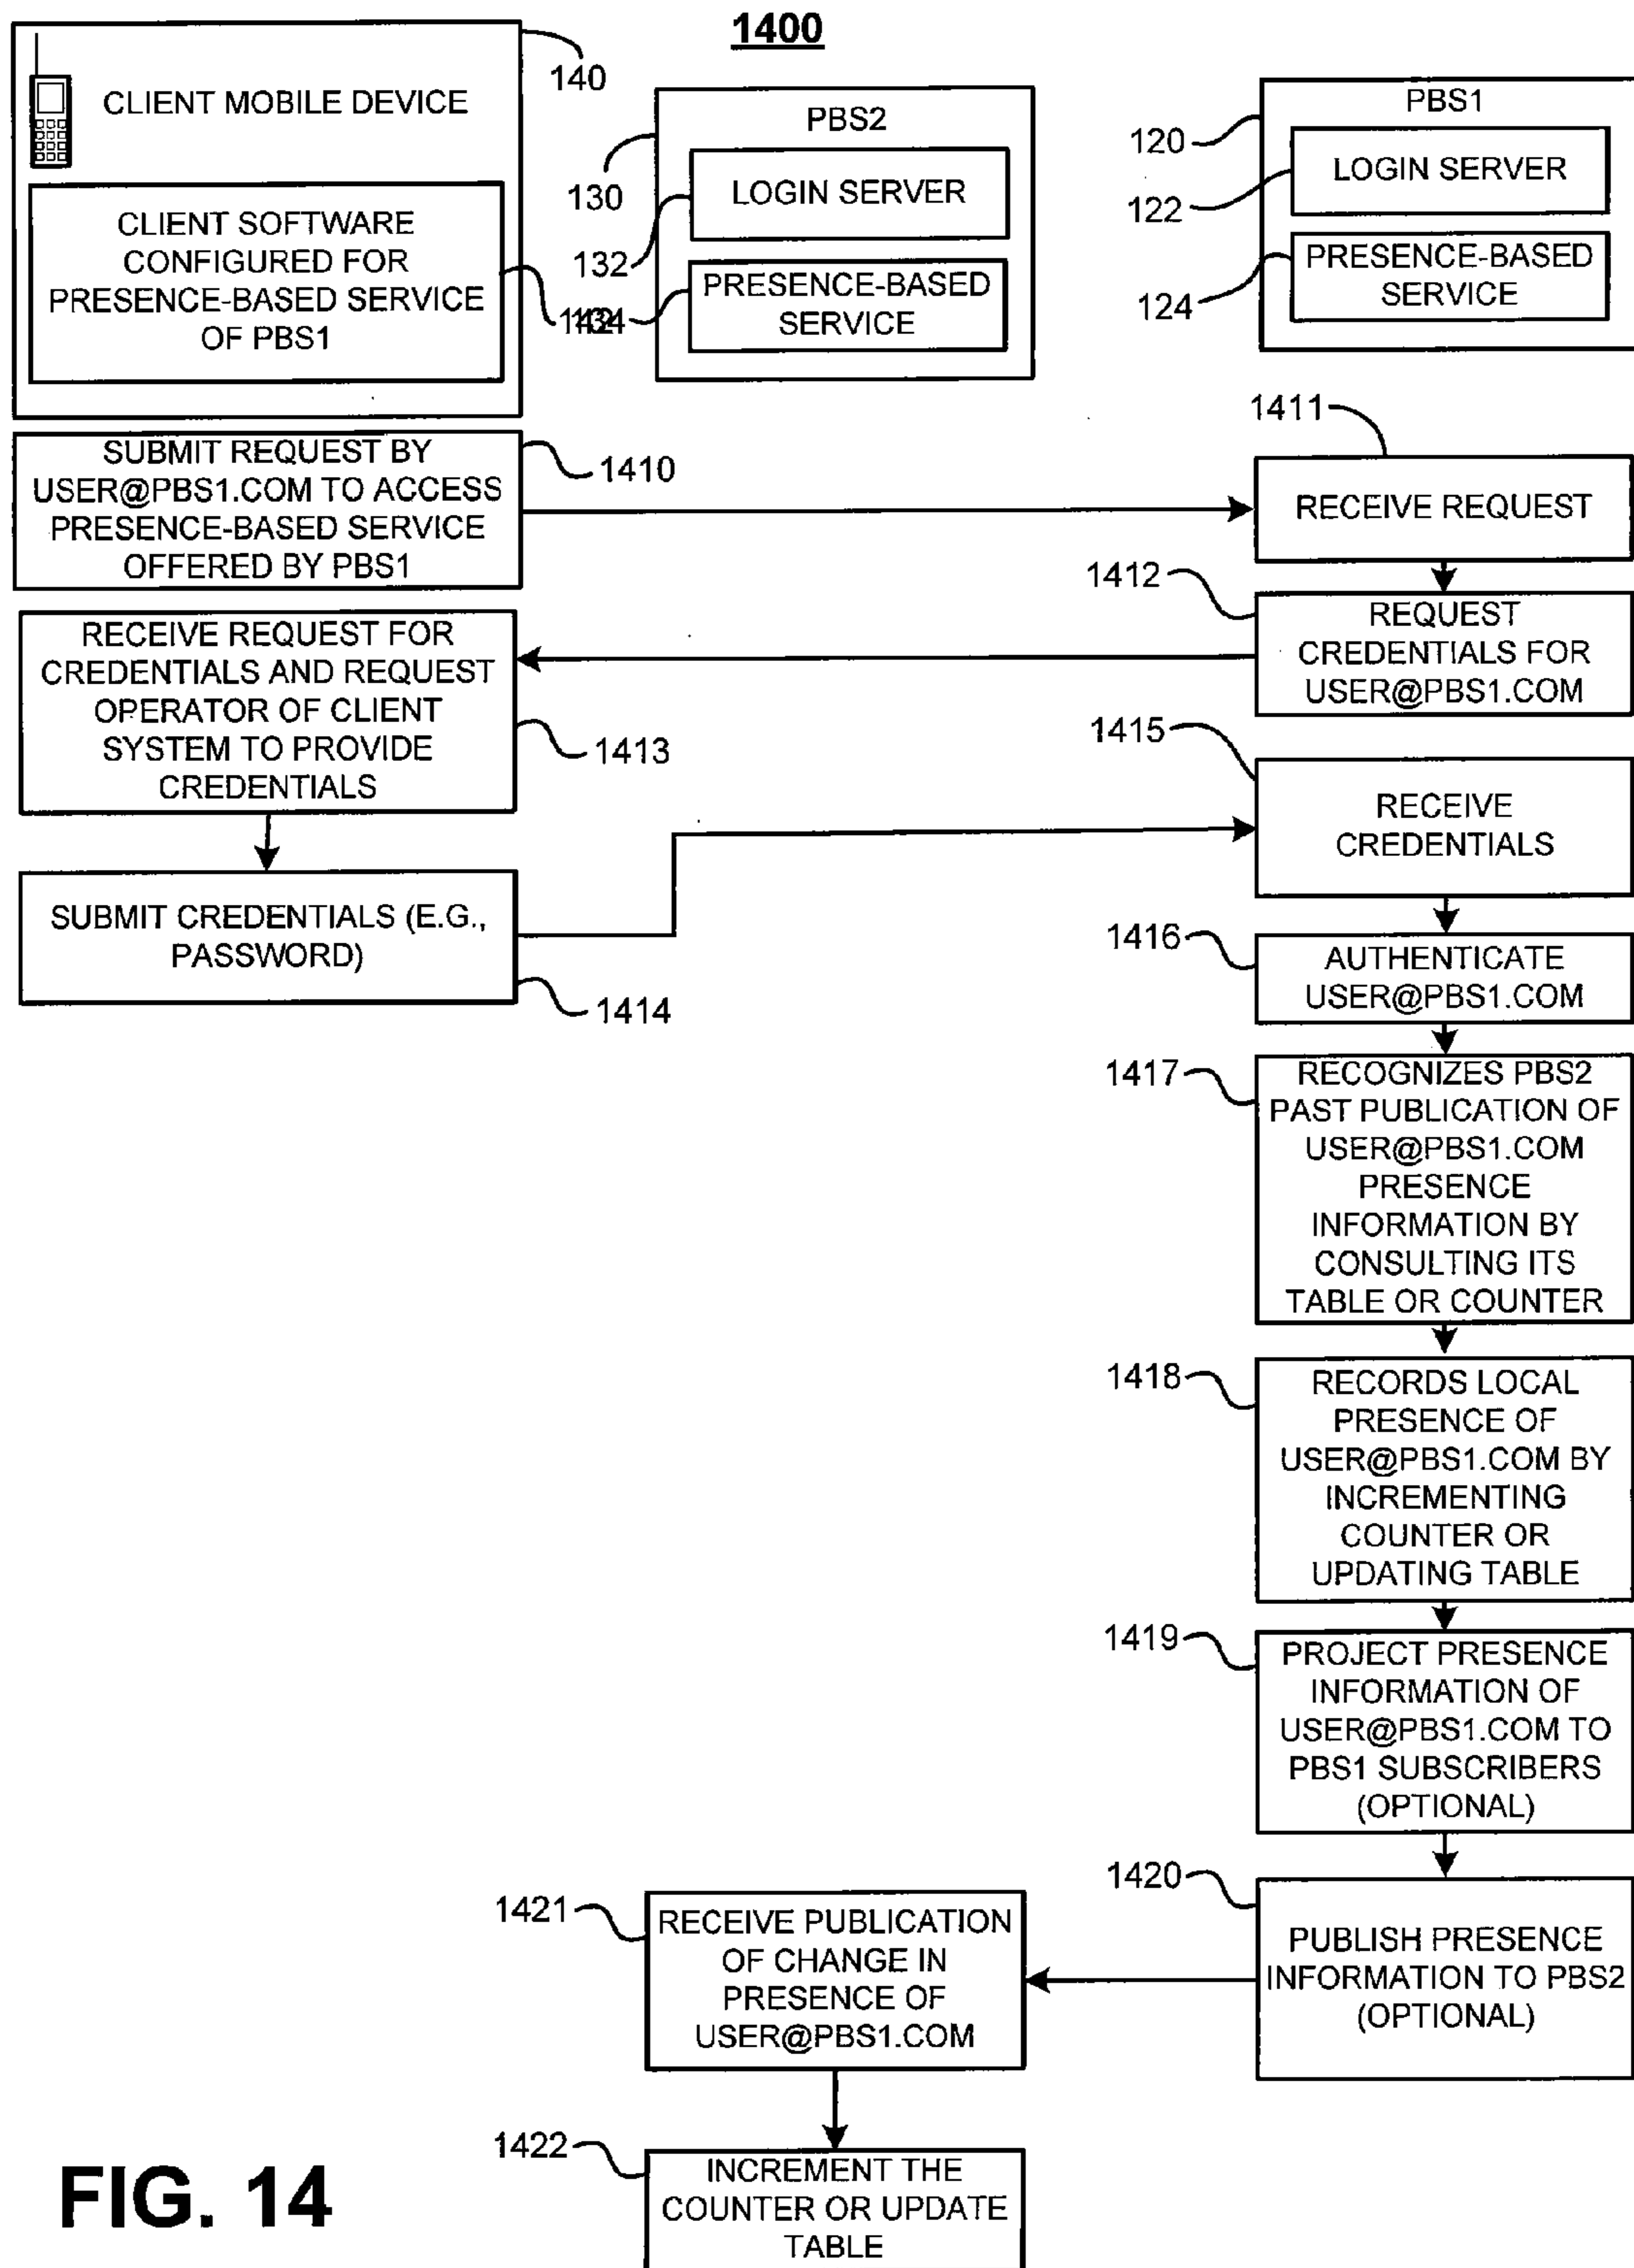 1400
140
CLIENT MOBILE DEVICE
CLIENT SOFTWARE
CONFIGURED FOR
PRESENCE-BASED SERVICE
OF PBS1
PBS2
130
LOGIN SERVER
132
PRESENCE-BASED
SERVICE
PBS1
120
LOGIN SERVER
122
PRESENCE-BASED
SERVICE
124
SUBMIT REQUEST BY
USER@PBS1.COM TO ACCESS
PRESENCE-BASED SERVICE
OFFERED BY PBS1
1410
1411
RECEIVE REQUEST
1412
REQUEST
CREDENTIALS FOR
USER@PBS1.COM
RECEIVE REQUEST FOR
CREDENTIALS AND REQUEST
OPERATOR OF CLIENT
SYSTEM TO PROVIDE
CREDENTIALS
1413
SUBMIT CREDENTIALS (E.G.,
PASSWORD)
1414
1415
RECEIVE
CREDENTIALS
1416
AUTHENTICATE
USER@PBS1.COM
1417
RECOGNIZES PBS2
PAST PUBLICATION OF
USER@PBS1.COM
PRESENCE
INFORMATION BY
CONSULTING ITS
TABLE OR COUNTER
1418
RECORDS LOCAL
PRESENCE OF
USER@PBS1.COM BY
INCREMENTING
COUNTER OR
UPDATING TABLE
1419
PROJECT PRESENCE
INFORMATION OF
USER@PBS1.COM TO
PBS1 SUBSCRIBERS
(OPTIONAL)
1420
PUBLISH PRESENCE
INFORMATION TO PBS2
(OPTIONAL)
1421
RECEIVE PUBLICATION
OF CHANGE IN
PRESENCE OF
USER@PBS1.COM
1422
INCREMENT THE
COUNTER OR UPDATE
TABLE
FIG. 14